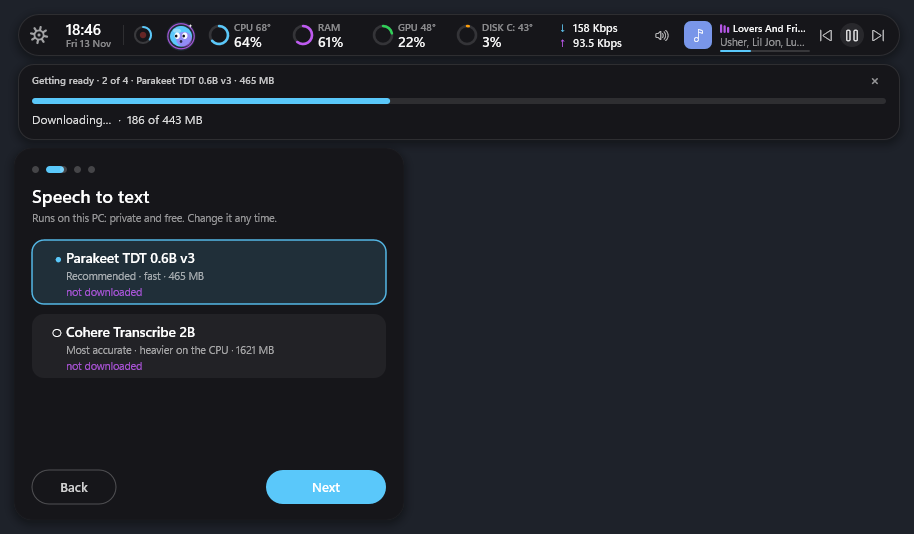 18:46
Fri 13 Nov
CPU 68°
64%
RAM
61%
GPU 48°
22%
DISK C: 43°
3%
↓ 158 Kbps
↑ 93.5 Kbps
Lovers And Fri...
Usher, Lil Jon, Lu...
Getting ready · 2 of 4 · Parakeet TDT 0.6B v3 · 465 MB
×
Downloading... · 186 of 443 MB
Speech to text
Runs on this PC: private and free. Change it any time.
Parakeet TDT 0.6B v3
Recommended · fast · 465 MB
not downloaded
Cohere Transcribe 2B
Most accurate · heavier on the CPU · 1621 MB
not downloaded
Back
Next